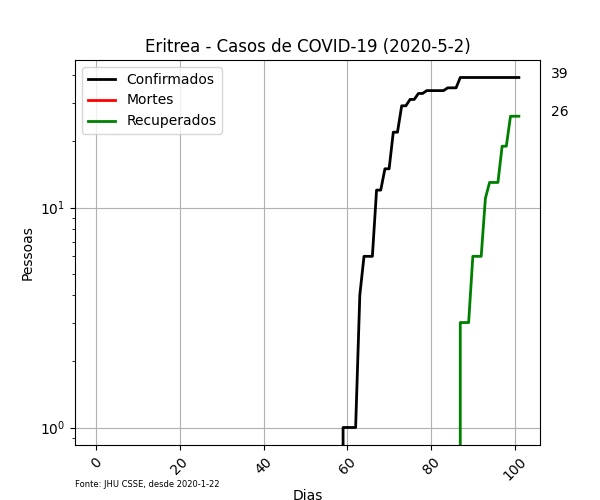 Eritrea - Casos de COVID-19 (2020-5-2)
Confirmados
Mortes
Recuperados
39
26
10¹
10⁰
Pessoas
0
20
40
60
80
100
Dias
Fonte: JHU CSSE, desde 2020-1-22